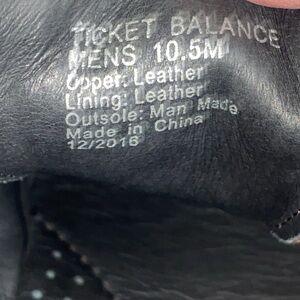 TICKET BALANCE
MENS 10.5M
Upper: Leather
Lining: Leather
Outsole: Man Made
Made in China
12/2016